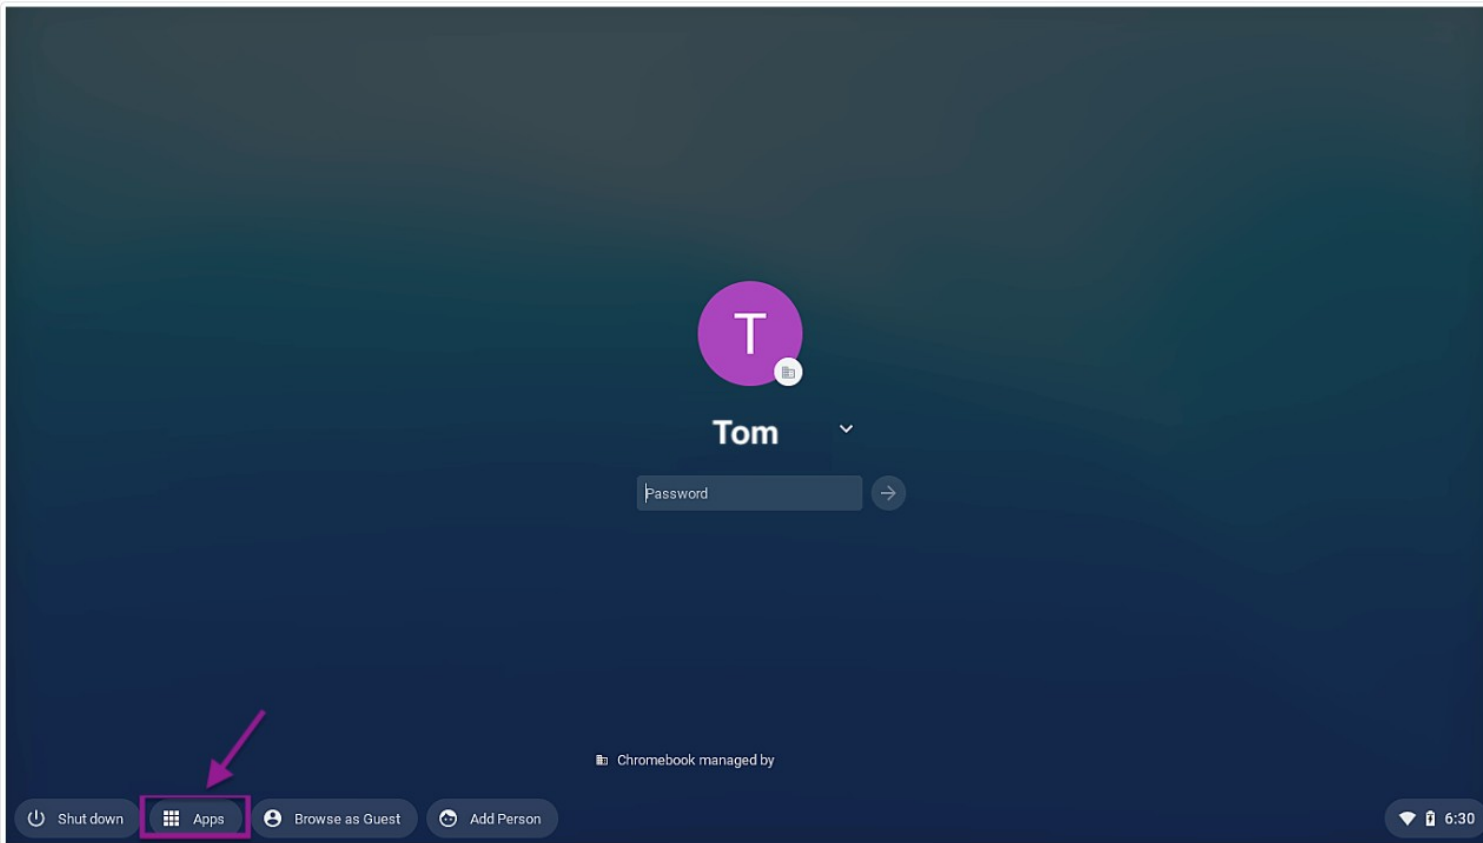 T
Tom
Password
Chromebook managed by
Shut down
Apps
Browse as Guest
Add Person
6:30